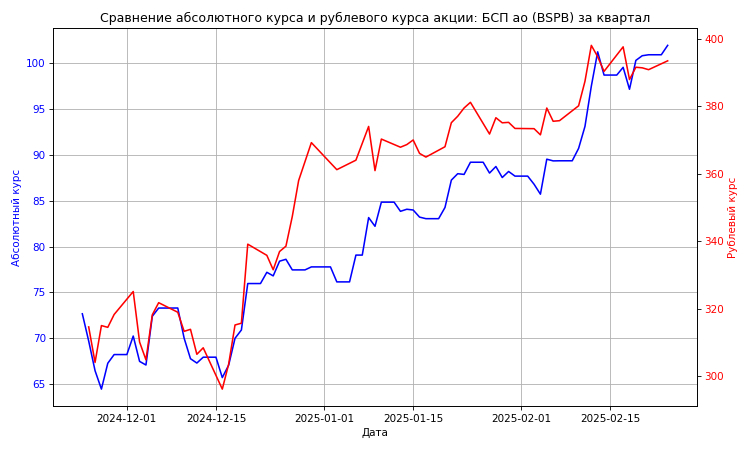 Сравнение абсолютного курса и рублевого курса акции: БСП ао (BSPB) за квартал
Абсолютный курс
100
95
90
85
80
75
70
65
400
380
360
340
320
300
Рублевый курс
2024-12-01 2024-12-15 2025-01-01 2025-01-15 2025-02-01 2025-02-15
Дата